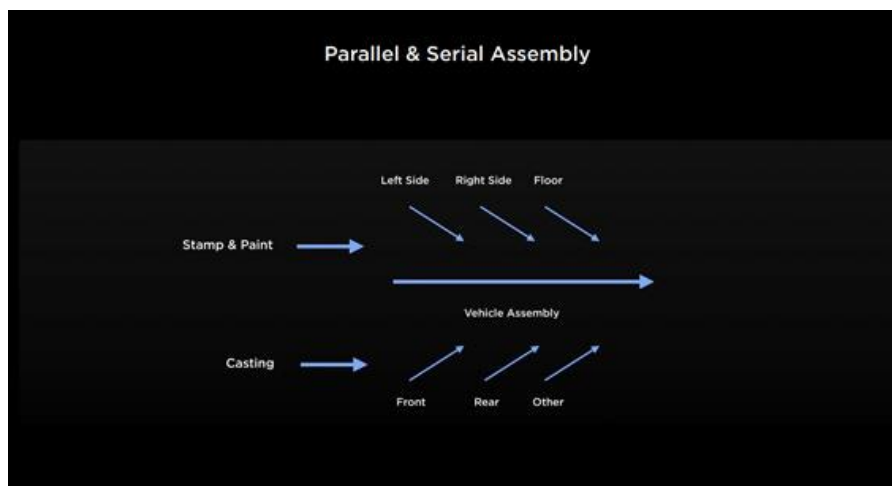 Parallel & Serial Assembly
Left Side Right Side Floor
Stamp & Paint
Vehicle Assembly
Casting
Front Rear Other